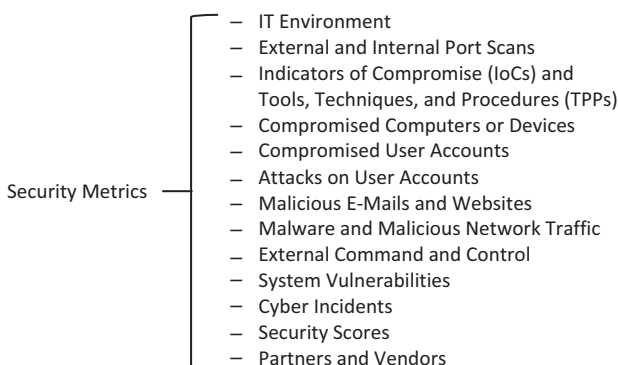 – IT Environment
– External and Internal Port Scans
– Indicators of Compromise (IoCs) and
Tools, Techniques, and Procedures (TPPs)
– Compromised Computers or Devices
– Compromised User Accounts
Security Metrics
– Attacks on User Accounts
– Malicious E-Mails and Websites
– Malware and Malicious Network Traffic
– External Command and Control
– System Vulnerabilities
– Cyber Incidents
– Security Scores
– Partners and Vendors